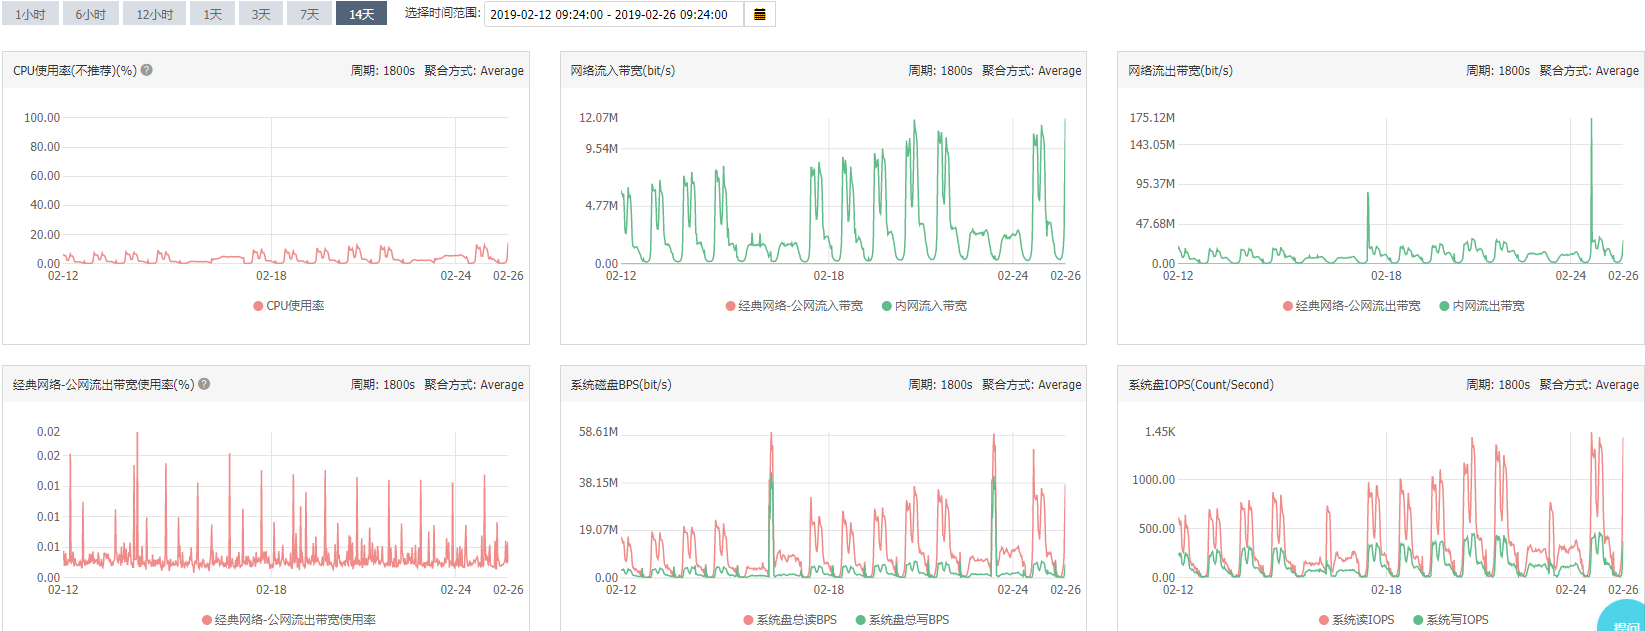 1小时 6小时 12小时 1天 3天 7天 14天 选择时间范围: 2019-02-12 09:24:00 - 2019-02-26 09:24:00
CPU使用率(不推荐)(%) ? 周期: 1800s 聚合方式: Average
100.00
80.00
60.00
40.00
20.00
0.00
02-12 02-18 02-24 02-26
CPU使用率
网络流入带宽(bit/s) 周期: 1800s 聚合方式: Average
12.07M
9.54M
4.77M
0.00
02-12 02-18 02-24 02-26
经典网络-公网流入带宽 内网流入带宽
网络流出带宽(bit/s) 周期: 1800s 聚合方式: Average
175.12M
143.05M
95.37M
47.68M
0.00
02-12 02-18 02-24 02-26
经典网络-公网流出带宽 内网流出带宽
经典网络-公网流出带宽使用率(%) ? 周期: 1800s 聚合方式: Average
0.02
0.02
0.01
0.01
0.01
0.00
02-12 02-18 02-24 02-26
经典网络-公网流出带宽使用率
系统磁盘BPS(bit/s) 周期: 1800s 聚合方式: Average
58.61M
38.15M
19.07M
0.00
02-12 02-18 02-24 02-26
系统盘总读BPS 系统盘总写BPS
系统盘IOPS(Count/Second) 周期: 1800s 聚合方式: Average
1.45K
1000.00
500.00
0.00
02-12 02-18 02-24 02-26
系统读IOPS 系统写IOPS
提问